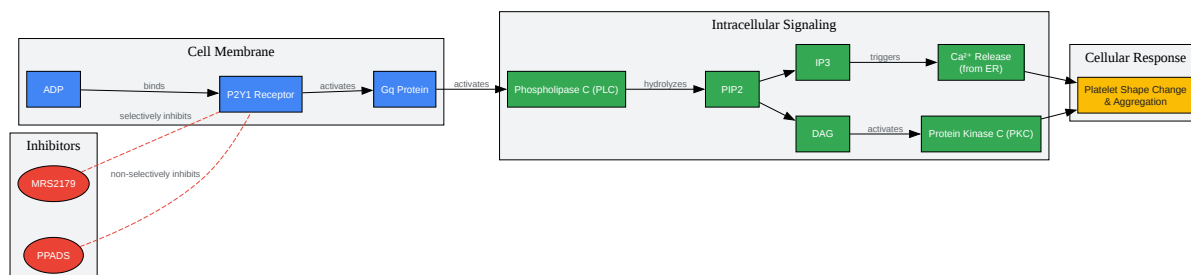 Cell Membrane
ADP
binds
P2Y1 Receptor
activates
Gq Protein
activates
selectively inhibits
non-selectively inhibits
Inhibitors
MRS2179
PPADS
Intracellular Signaling
Phospholipase C (PLC)
hydrolyzes
PIP2
IP3
triggers
Ca²⁺ Release
(from ER)
DAG
activates
Protein Kinase C (PKC)
Cellular Response
Platelet Shape Change
& Aggregation